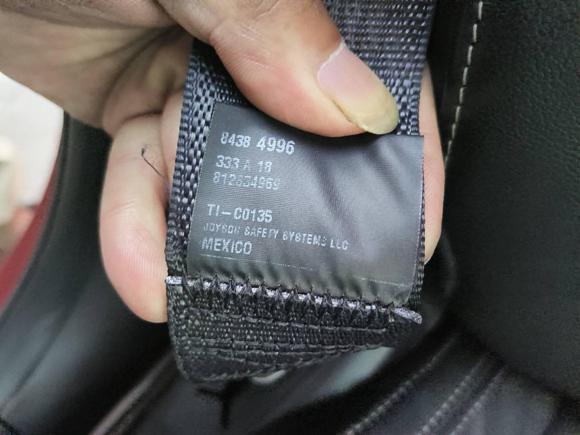 8438 4996
333 A 18
812634969
TI-C0135
JOYSON SAFETY SYSTEMS LLC
MEXICO